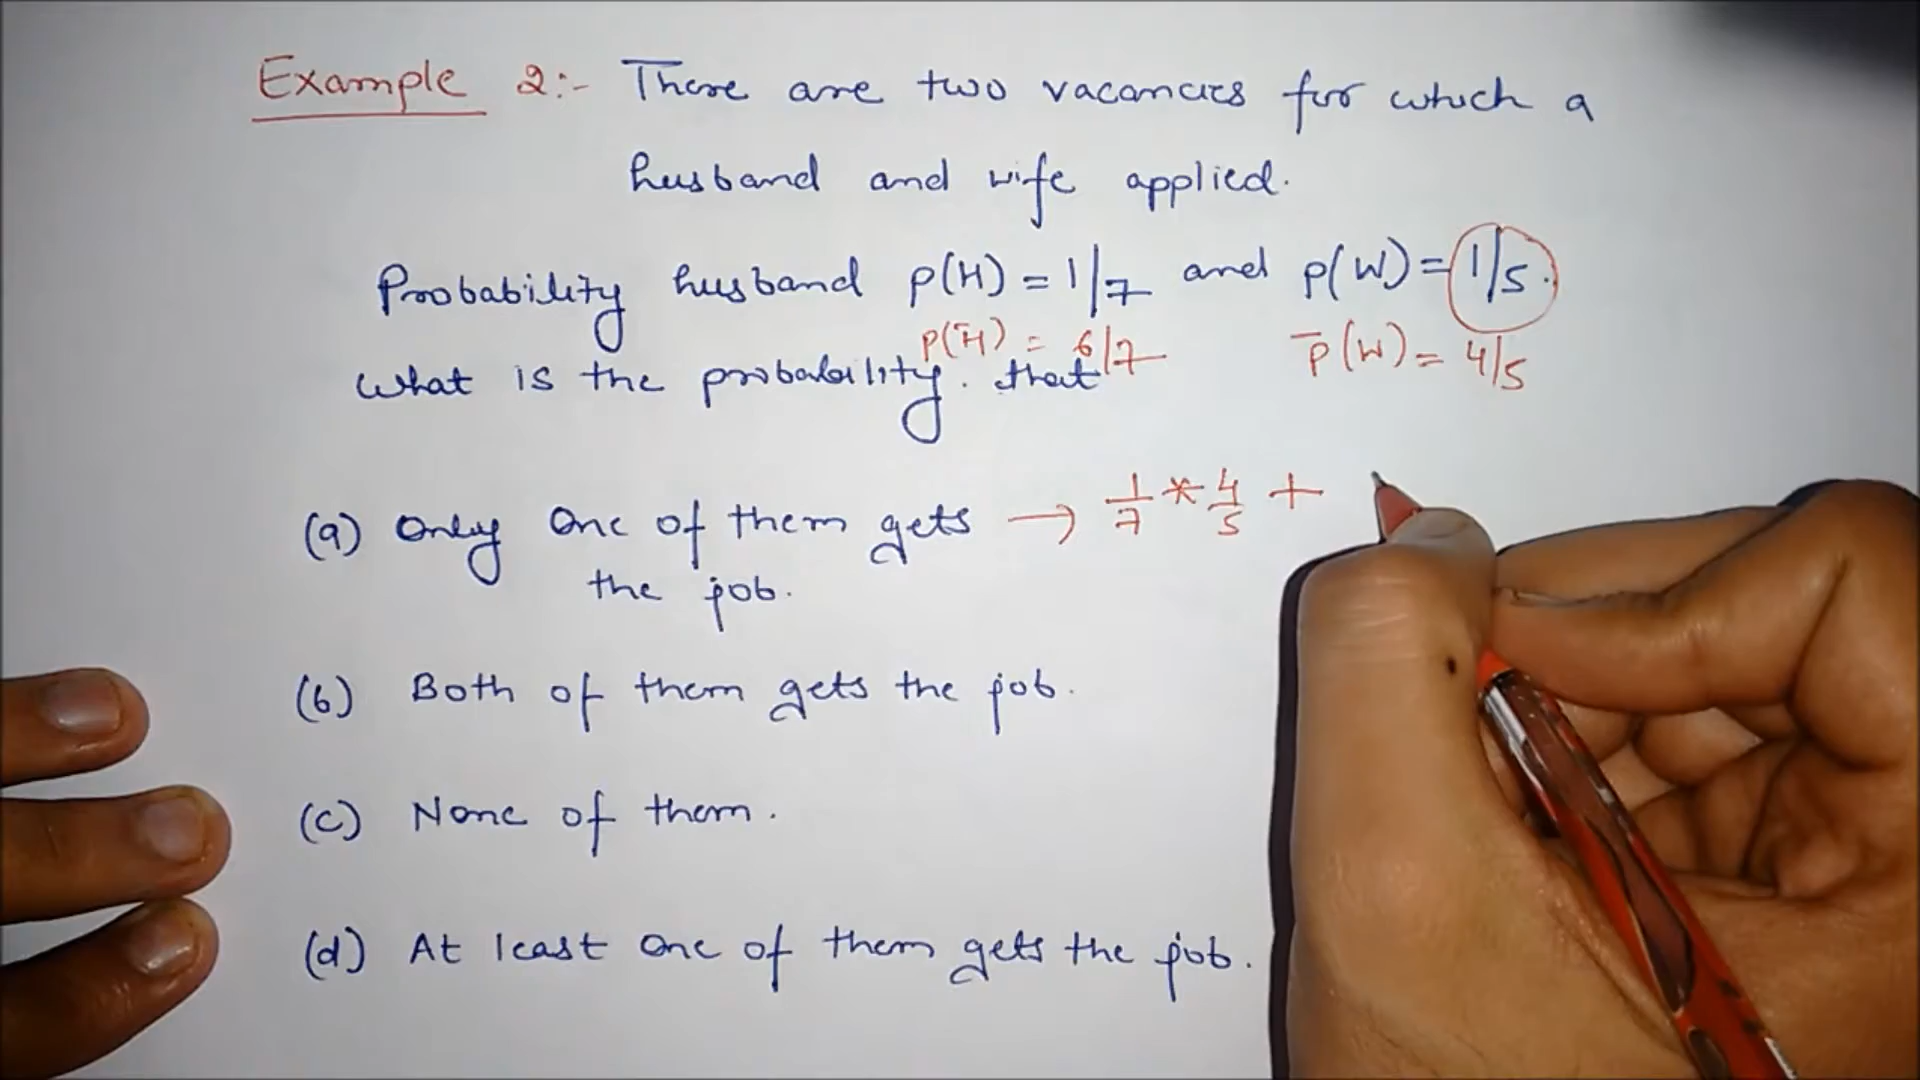 Example 2:- There are two vacancies for which a
husband and wife applied.
Probability husband p(H) = 1/7 and p(W) = 1/5.
p(H̄) = 6/7 p̄(W) = 4/5
What is the probability. that
(a) Only One of them gets → 1/7 * 4/5 +
the job.
(b) Both of them gets the job.
(c) None of them.
(d) At least one of them gets the job.